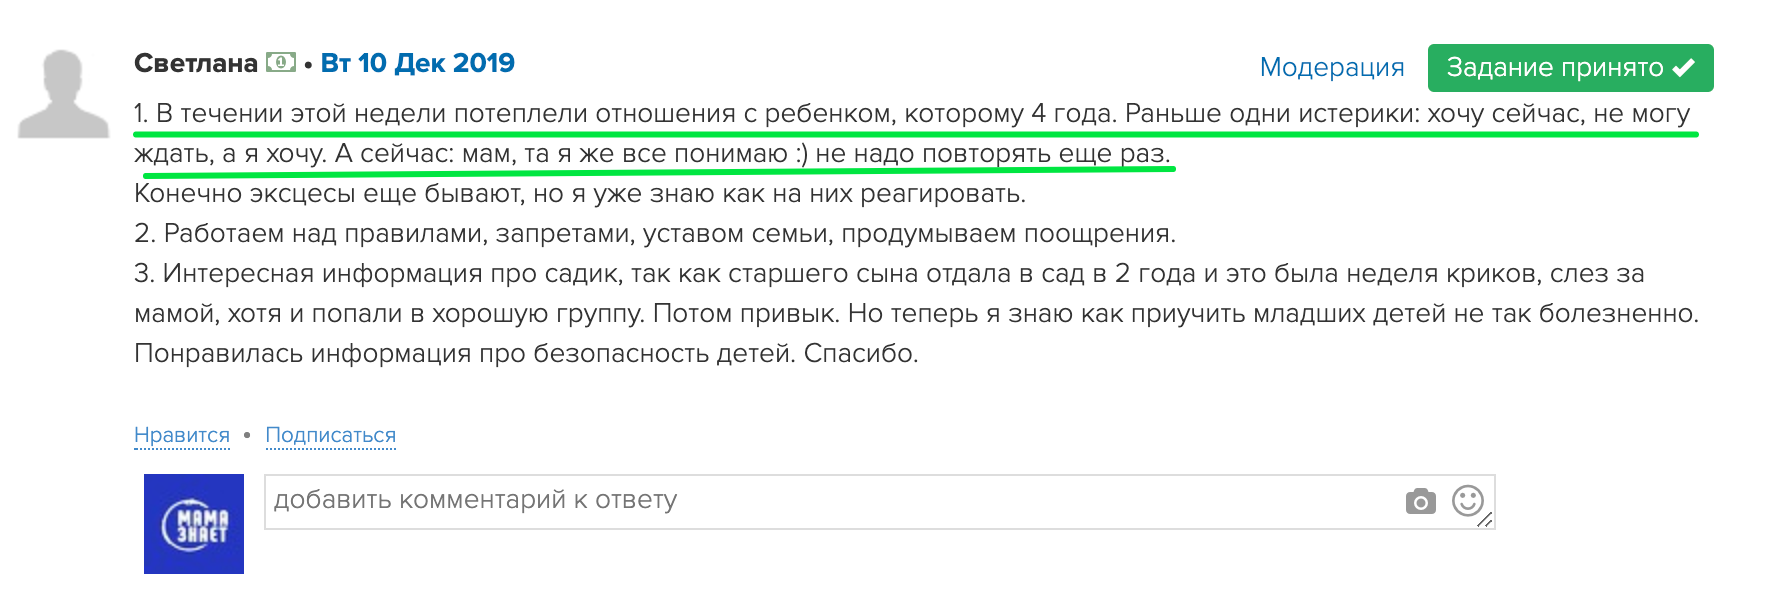 Светлана 1 • Вт 10 Дек 2019
Модерация Задание принято ✔
1. В течении этой недели потеплели отношения с ребенком, которому 4 года. Раньше одни истерики: хочу сейчас, не могу
ждать, а я хочу. А сейчас: мам, та я же все понимаю :) не надо повторять еще раз.
Конечно эксцесы еще бывают, но я уже знаю как на них реагировать.
2. Работаем над правилами, запретами, уставом семьи, продумываем поощрения.
3. Интересная информация про садик, так как старшего сына отдала в сад в 2 года и это была неделя криков, слез за
мамой, хотя и попали в хорошую группу. Потом привык. Но теперь я знаю как приучить младших детей не так болезненно.
Понравилась информация про безопасность детей. Спасибо.
Нравится • Подписаться
МАМА
ЗНАЕТ
добавить комментарий к ответу